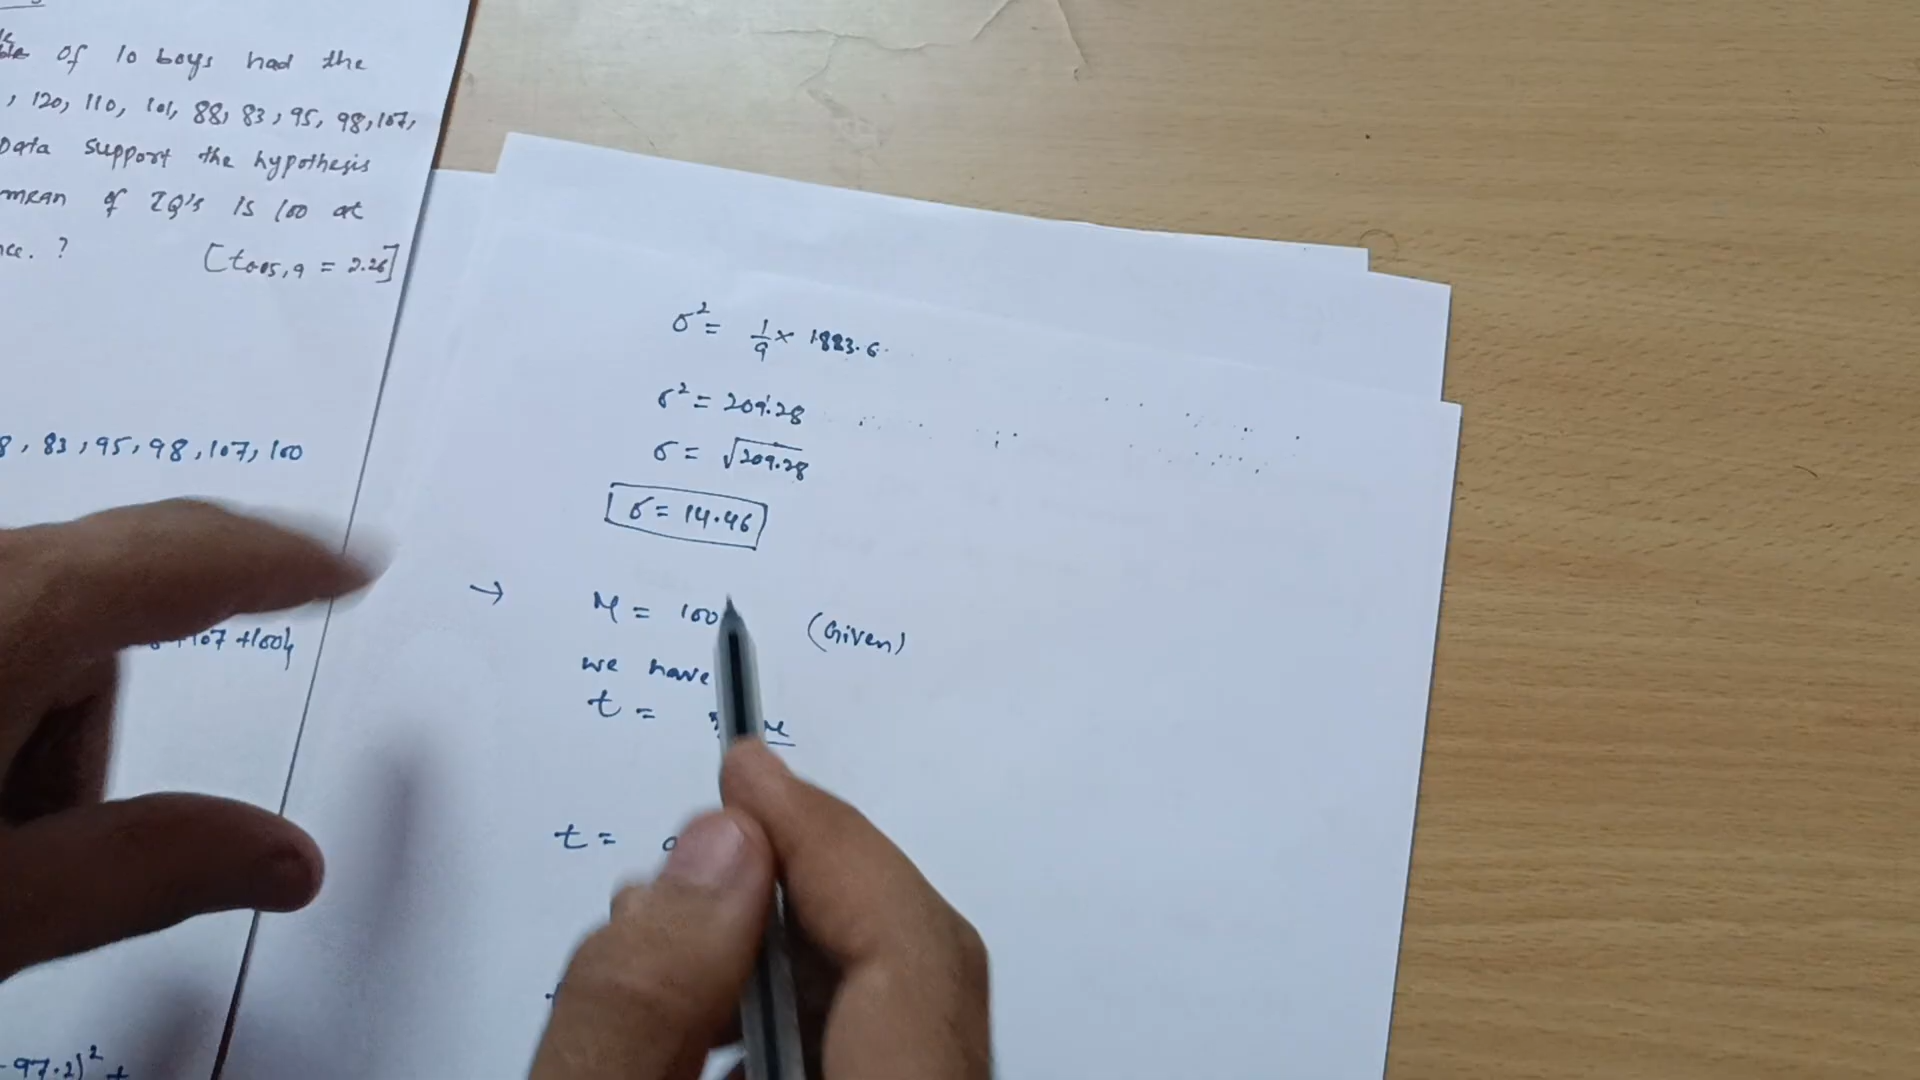 of 10 boys had the
, 120, 110, 101, 88, 83, 95, 98, 107,
Data support the hypothesis
mean of IQ's is 100 at
nce. ?
[t0.05,9 = 2.26]
8, 83, 95, 98, 107, 100
+107 +100}
-97.2)² +
σ² = 1/9 × 1883.6
σ² = 209.28
σ = √209.28
σ = 14.46
→ μ = 100 (Given)
we have
t =
t =